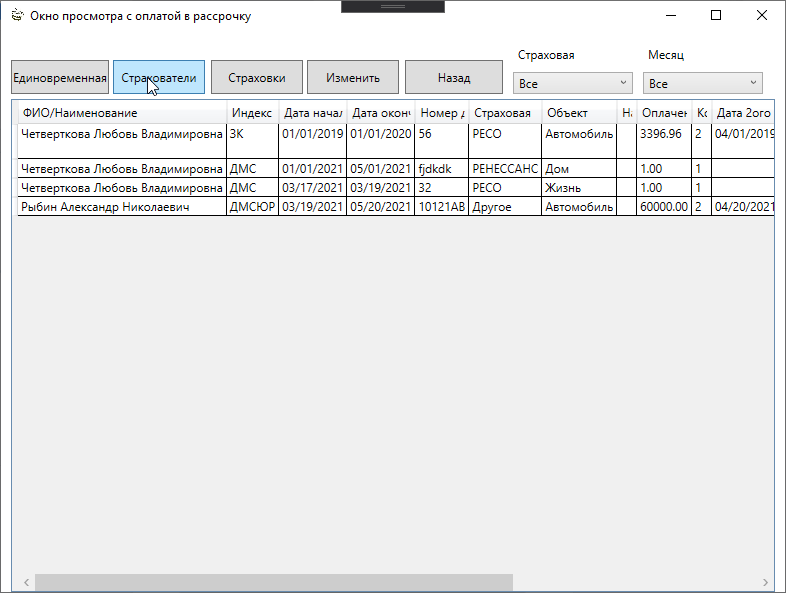 Окно просмотра с оплатой в рассрочку
Страховая Месяц
Единовременная Страхователи Страховки Изменить Назад Все Все
ФИО/Наименование Индекс Дата начал Дата оконч Номер д Страховая Объект На Оплачен Ко Дата 2ого
Четверткова Любовь Владимировна ЗК 01/01/2019 01/01/2020 56 РЕСО Автомобиль 3396.96 2 04/01/2019
Четверткова Любовь Владимировна ДМС 01/01/2021 05/01/2021 fjdkdk РЕНЕССАНС Дом 1.00 1
Четверткова Любовь Владимировна ДМС 03/17/2021 03/19/2021 32 РЕСО Жизнь 1.00 1
Рыбин Александр Николаевич ДМСЮР 03/19/2021 05/20/2021 10121АВ Другое Автомобиль 60000.00 2 04/20/2021